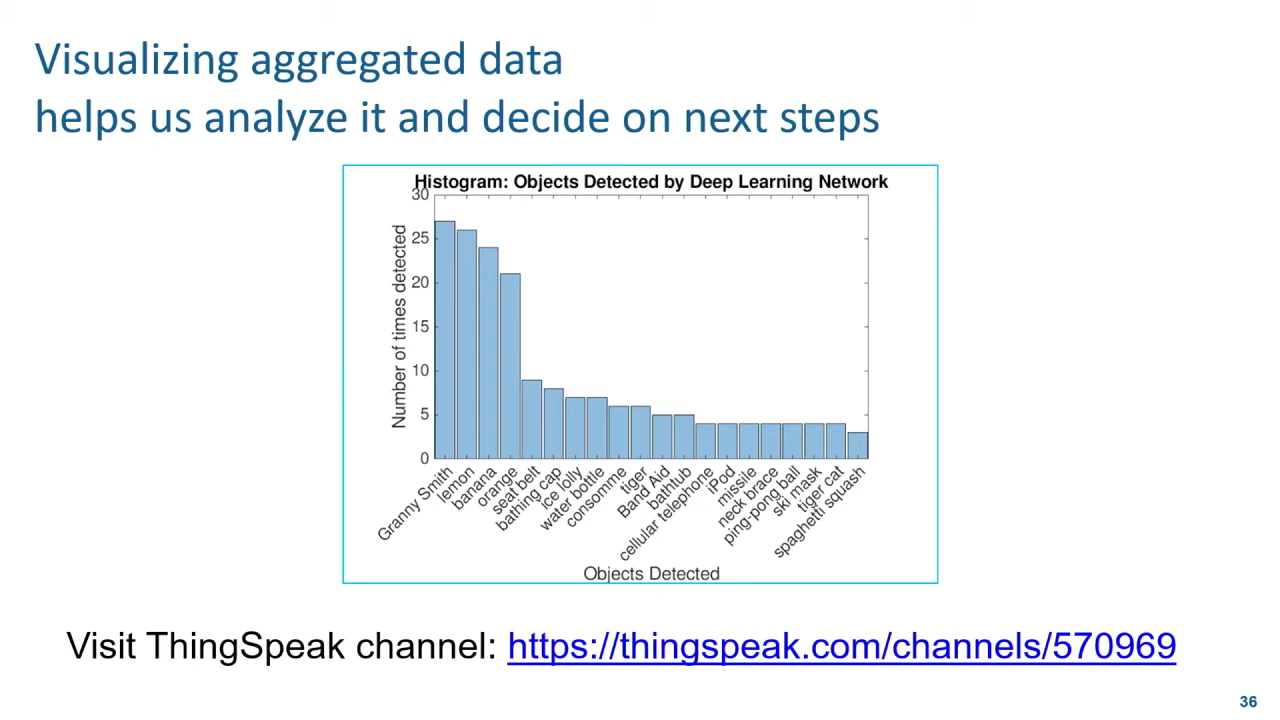 Visualizing aggregated data
helps us analyze it and decide on next steps
Histogram: Objects Detected by Deep Learning Network
30
25
20
15
10
5
0
Number of times detected
Granny Smith
lemon
banana
orange
seat belt
bathing cap
ice lolly
water bottle
consomme
tiger
Band Aid
bathtub
cellular telephone
iPod
missile
neck brace
ping-pong ball
ski mask
tiger cat
spaghetti squash
Objects Detected
Visit ThingSpeak channel: https://thingspeak.com/channels/570969
36